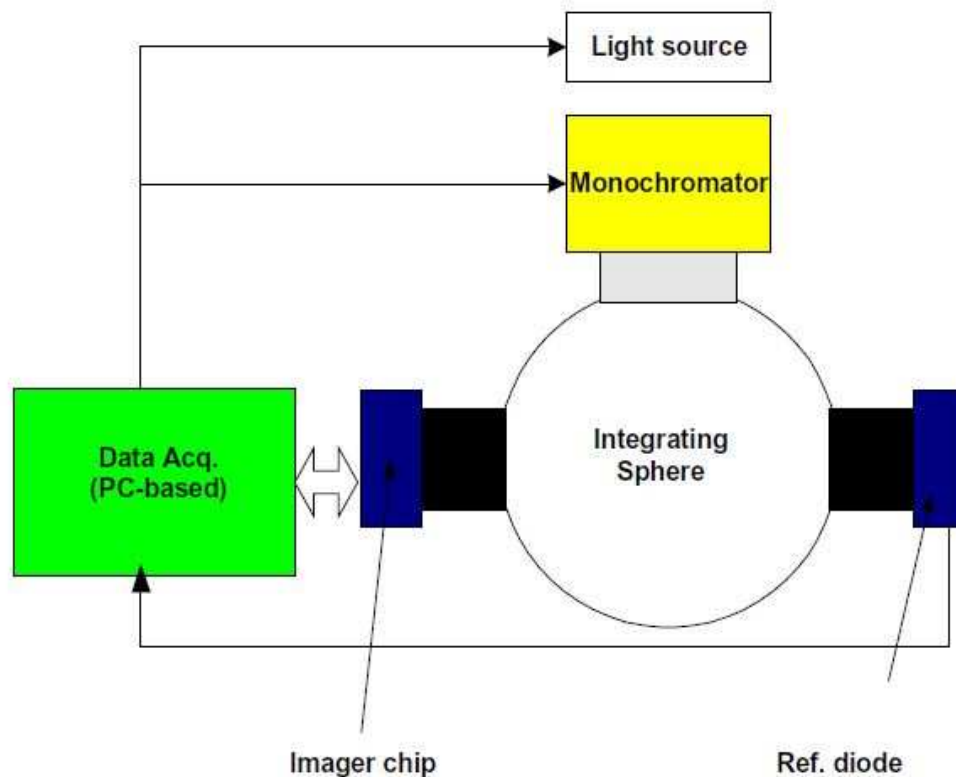 Light source
Monochromator
Data Acq.
(PC-based)
Integrating
Sphere
Imager chip
Ref. diode